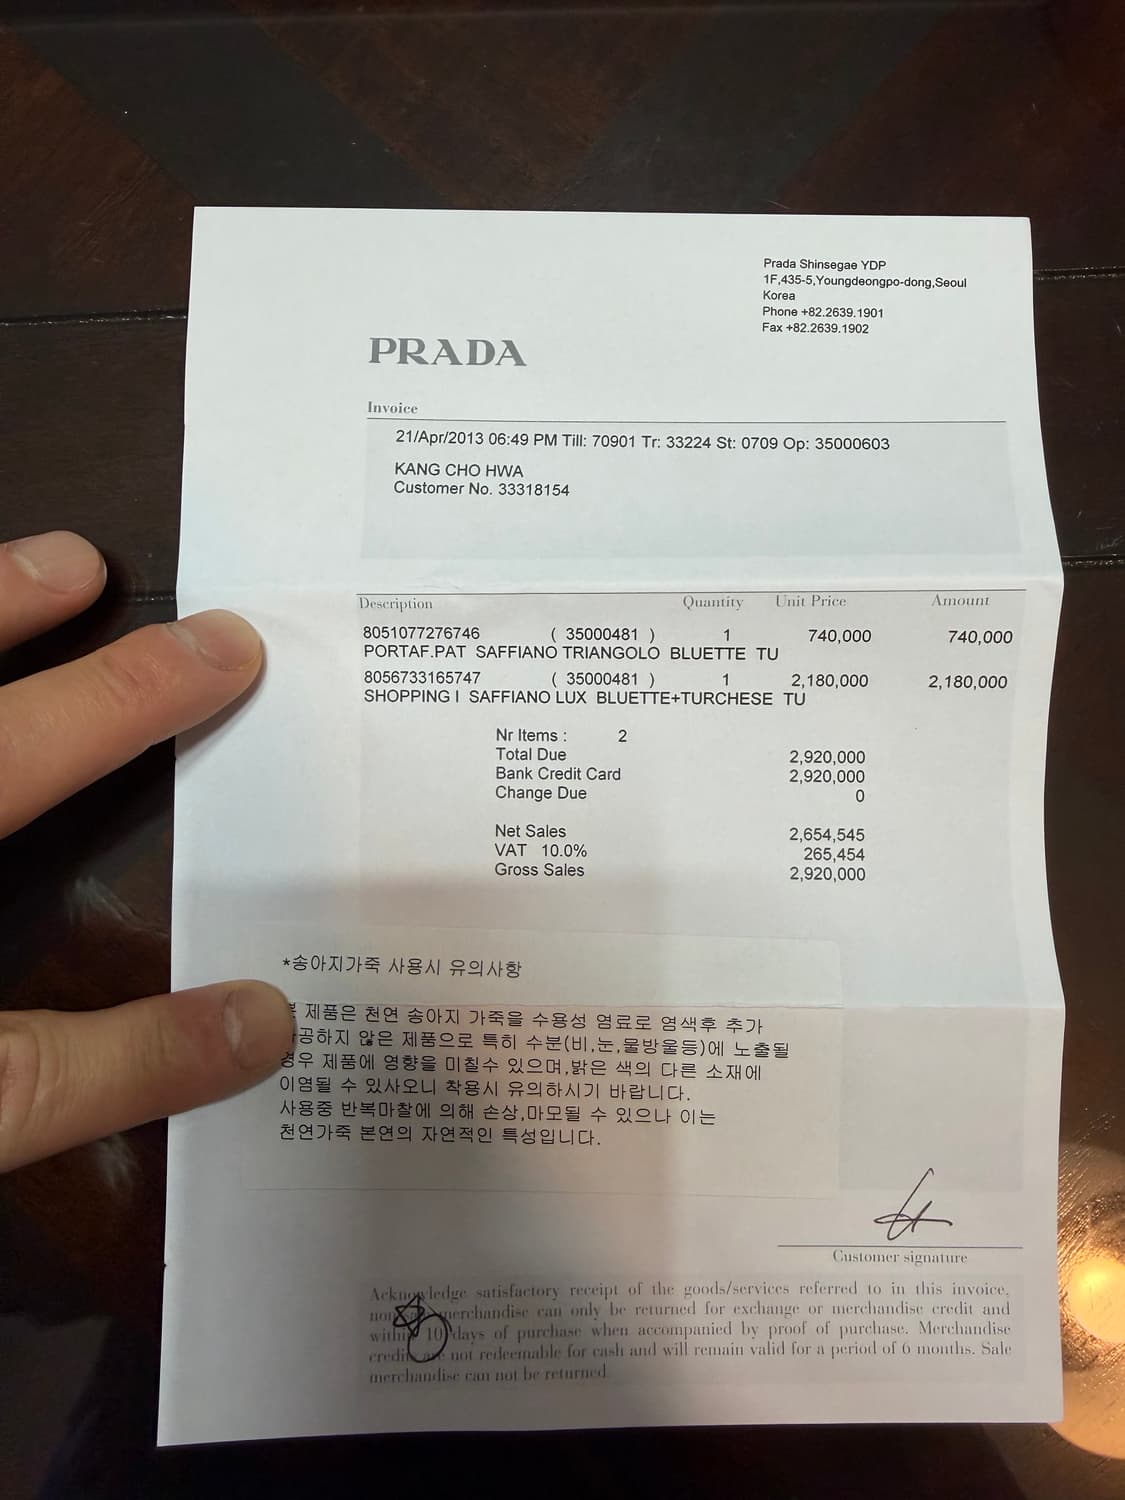 Prada Shinsegae YDP
1F,435-5,Youngdeongpo-dong,Seoul
Korea
Phone +82.2639.1901
Fax +82.2639.1902
PRADA
Invoice
21/Apr/2013 06:49 PM Till: 70901 Tr: 33224 St: 0709 Op: 35000603
KANG CHO HWA
Customer No. 33318154
Description Quantity Unit Price Amount
8051077276746 ( 35000481 ) 1 740,000 740,000
PORTAF.PAT SAFFIANO TRIANGOLO BLUETTE TU
8056733165747 ( 35000481 ) 1 2,180,000 2,180,000
SHOPPING I SAFFIANO LUX BLUETTE+TURCHESE TU
Nr Items : 2
Total Due 2,920,000
Bank Credit Card 2,920,000
Change Due 0
Net Sales 2,654,545
VAT 10.0% 265,454
Gross Sales 2,920,000
*송아지가죽 사용시 유의사항
제품은 천연 송아지 가죽을 수용성 염료로 염색후 추가
않은 제품으로 특히 수분(비,눈,물방울등)에 노출될
경우 제품에 영향을 미칠수 있으며,밝은 색의 다른 소재에
이염될 수 있사오니 착용시 유의하시기 바랍니다.
사용중 반복마찰에 의해 손상,마모될 수 있으나 이는
천연가죽 본연의 자연적인 특성입니다.
Customer signature
Acknowledge satisfactory receipt of the goods/services referred to in this invoice,
merchandise can only be returned for exchange or merchandise credit and
within 10 days of purchase when accompanied by proof of purchase. Merchandise
credit are not redeemable for cash and will remain valid for a period of 6 months. Sale
merchandise can not be returned